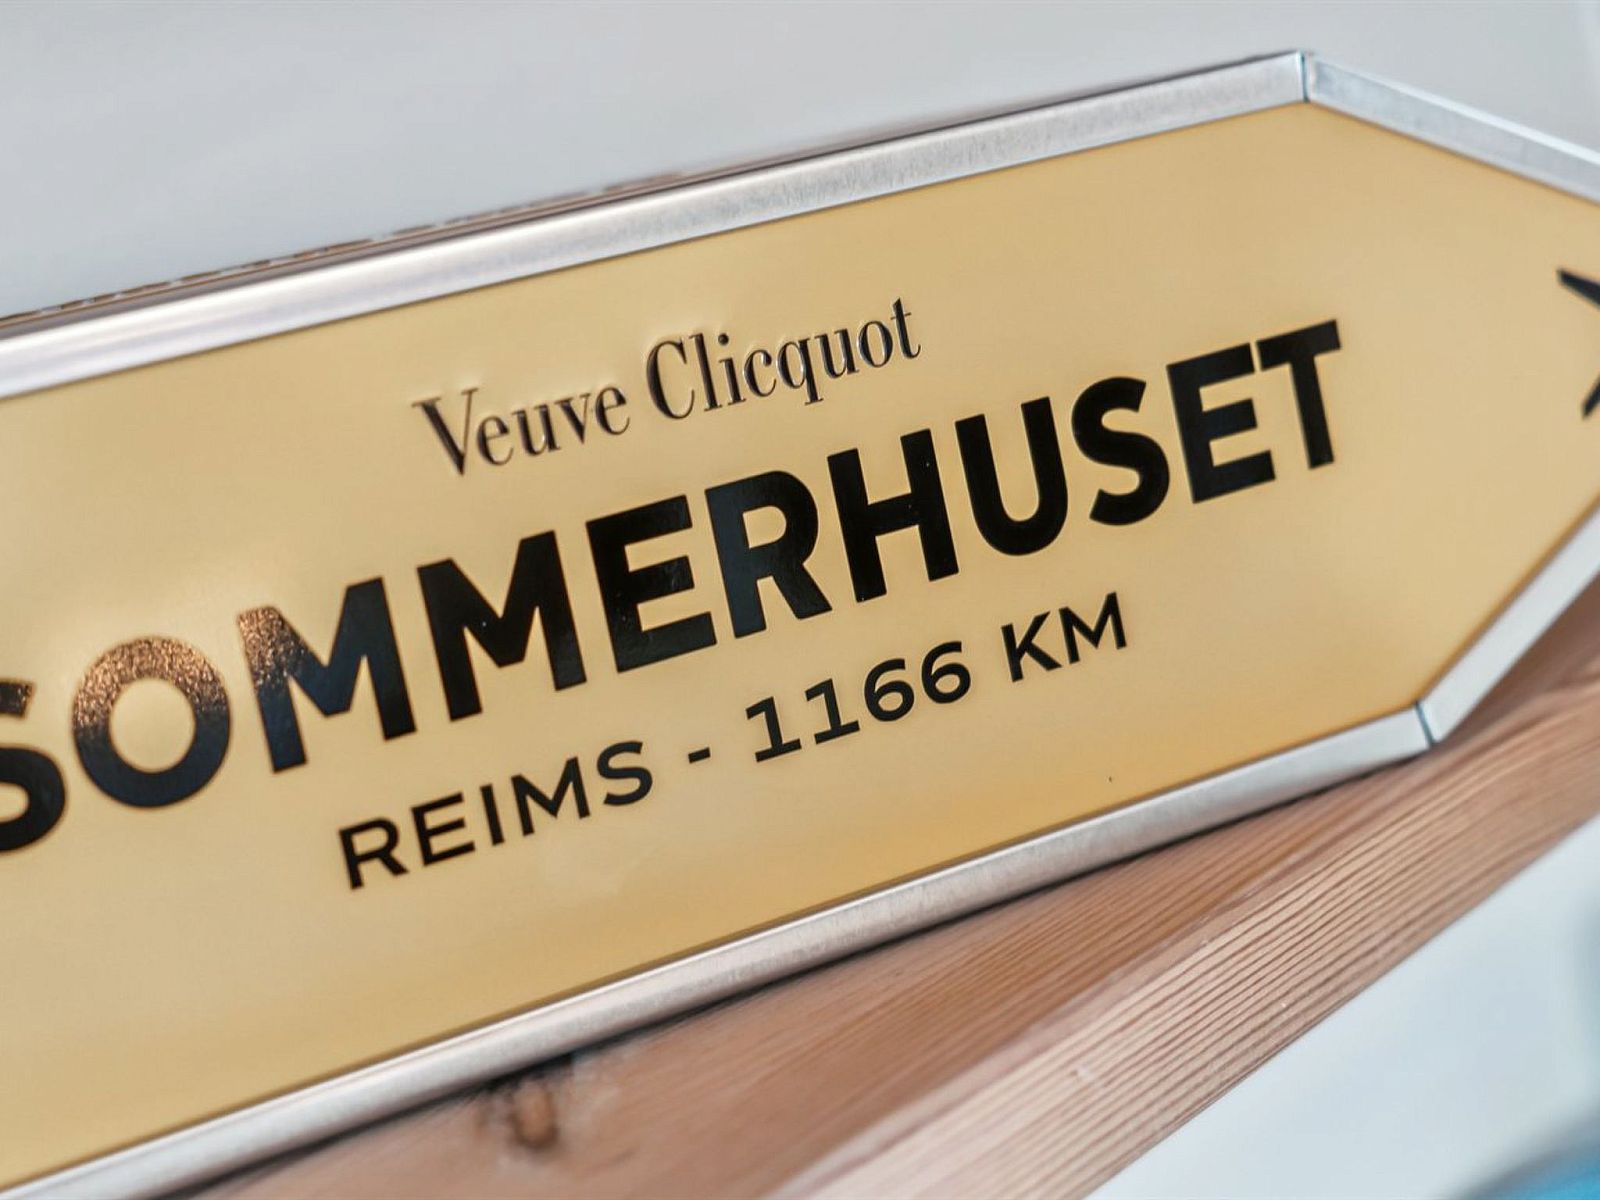 Veuve Clicquot
SOMMERHUSET
REIMS - 1166 KM